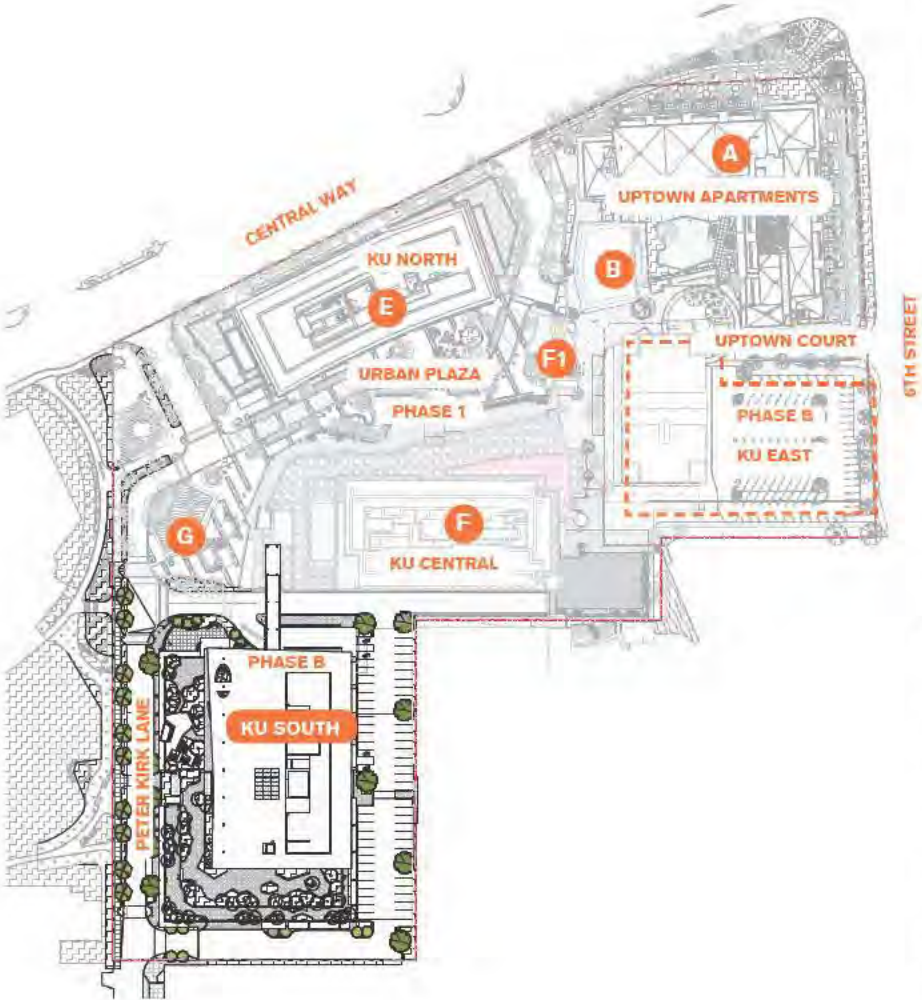 A
UPTOWN APARTMENTS
CENTRAL WAY
KU NORTH
B
E
6TH STREET
UPTOWN COURT
F1
URBAN PLAZA
PHASE 1
PHASE B
KU EAST
F
G
KU CENTRAL
PHASE B
KU SOUTH
PETER KIRK LANE